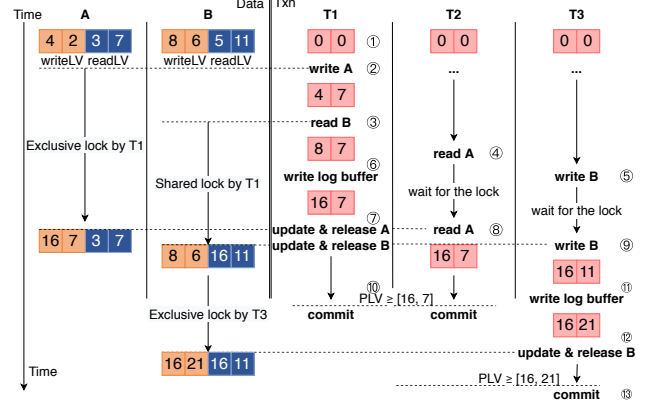 Data Txn
Time A B T1 T2 T3
4 2 3 7 8 6 5 11 0 0 ① 0 0 0 0
writeLV readLV writeLV readLV
write A ② ... ...
4 7
read B ③
8 7
Exclusive lock by T1
read A ④
⑥
write log buffer
write B ⑤
Shared lock by T1
wait for the lock
16 7
wait for the lock
⑦
update & release A read A ⑧
16 7 3 7
update & release B write B ⑨
8 6 16 11 16 7
16 11
⑩ ⑪
PLV ≥ [16, 7]
write log buffer
Exclusive lock by T3 commit commit
16 21
⑫
update & release B
16 21 16 11
Time
PLV ≥ [16, 21]
commit ⑬